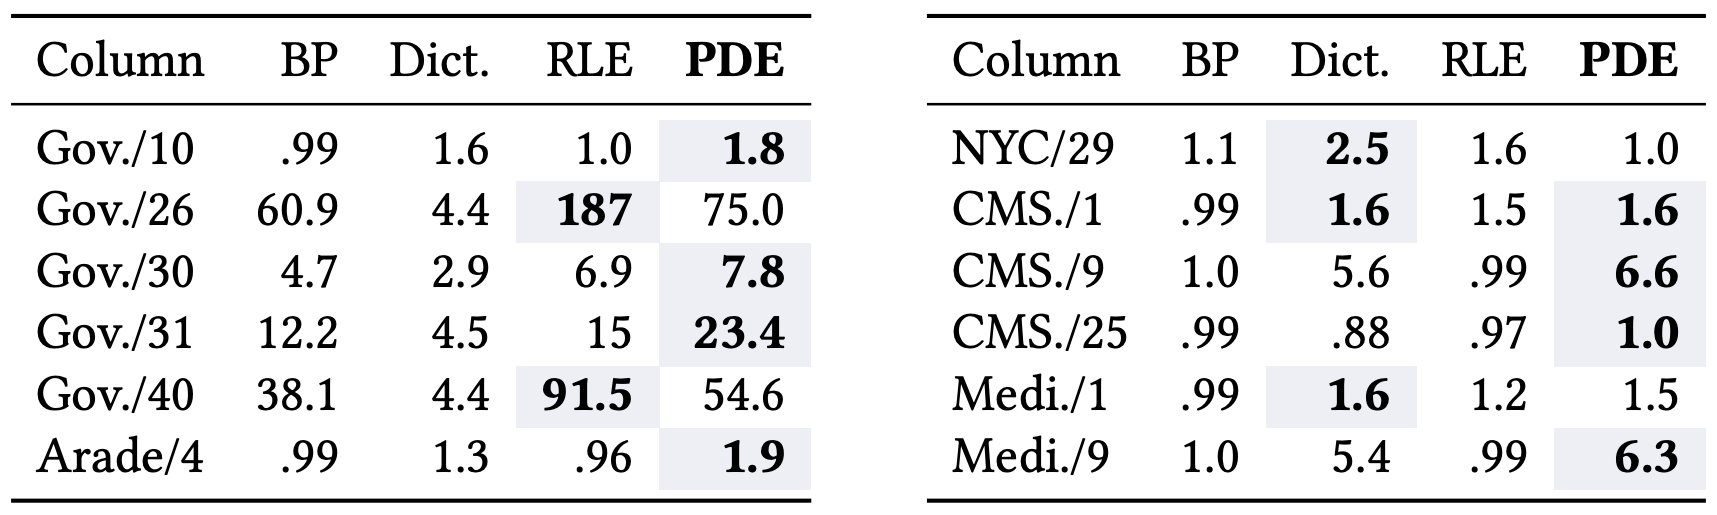 Column BP Dict. RLE PDE
Gov./10 .99 1.6 1.0 1.8
Gov./26 60.9 4.4 187 75.0
Gov./30 4.7 2.9 6.9 7.8
Gov./31 12.2 4.5 15 23.4
Gov./40 38.1 4.4 91.5 54.6
Arade/4 .99 1.3 .96 1.9
Column BP Dict. RLE PDE
NYC/29 1.1 2.5 1.6 1.0
CMS./1 .99 1.6 1.5 1.6
CMS./9 1.0 5.6 .99 6.6
CMS./25 .99 .88 .97 1.0
Medi./1 .99 1.6 1.2 1.5
Medi./9 1.0 5.4 .99 6.3